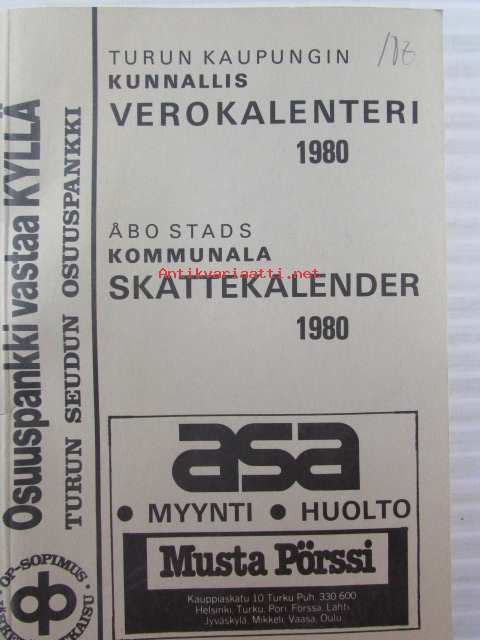 TURUN KAUPUNGIN
KUNNALLIS
VEROKALENTERI
1980
ÅBO STADS
KOMMUNALA
SKATTEKALENDER
1980
Antikvariaatti.net
Osuuspankki vastaa KYLLÄ
TURUN SEUDUN OSUUSPANKKI
OP-SOPIMUS
asa
• MYYNTI • HUOLTO
Musta Pörssi
Kauppiaskatu 10 Turku Puh. 330 600
Helsinki, Turku, Pori, Forssa, Lahti
Jyväskylä, Mikkeli, Vaasa, Oulu